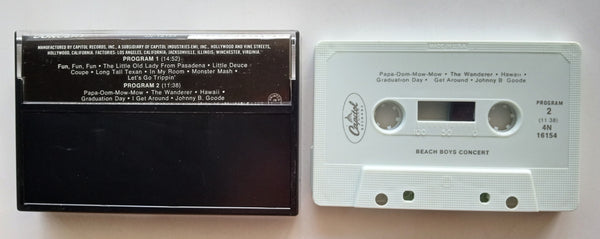 MANUFACTURED BY CAPITOL RECORDS, INC., A SUBSIDIARY OF CAPITOL INDUSTRIES-EMI, INC., HOLLYWOOD AND VINE STREETS,
HOLLYWOOD, CALIFORNIA. FACTORIES: LOS ANGELES, CALIFORNIA; JACKSONVILLE, ILLINOIS; WINCHESTER, VIRGINIA.
PROGRAM 1 (14:52)
Fun, Fun, Fun • The Little Old Lady From Pasadena • Little Deuce
Coupe • Long Tall Texan • In My Room • Monster Mash •
Let's Go Trippin'
PROGRAM 2 (11:38)
Papa-Oom-Mow-Mow • The Wanderer • Hawaii •
Graduation Day • I Get Around • Johnny B. Goode
Papa-Oom-Mow-Mow • The Wanderer • Hawaii •
Graduation Day • I Get Around • Johnny B. Goode
Capitol
RECORDS
100 50 0
PROGRAM
2
(11:38)
4N
16154
BEACH BOYS CONCERT